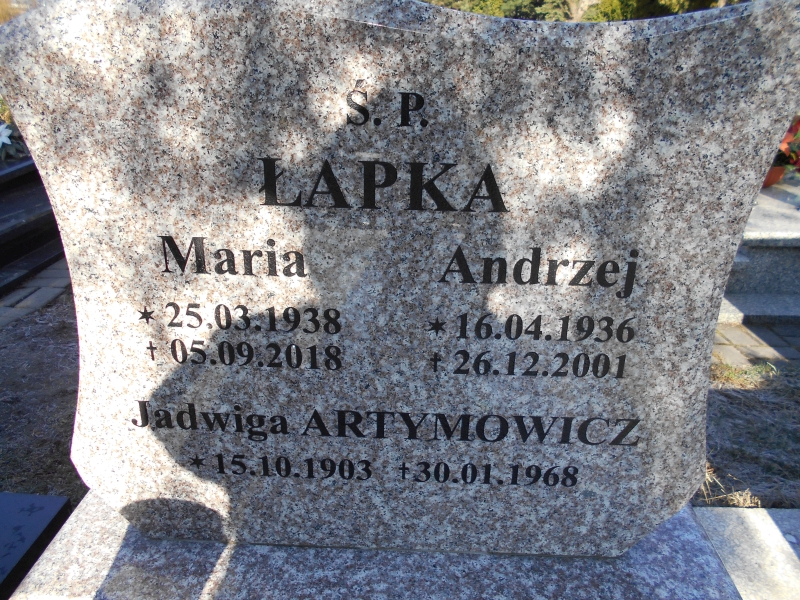 Ś. P.
ŁAPKA
Maria Andrzej
✶ 25.03.1938 ✶ 16.04.1936
† 05.09.2018 † 26.12.2001
Jadwiga ARTYMOWICZ
✶ 15.10.1903 † 30.01.1968